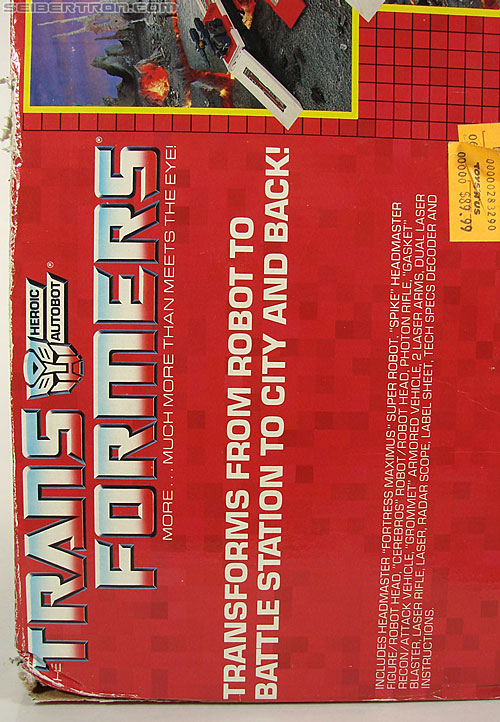 SEIBERTRON.COM
THE TRANSFORMERS®
HEROIC
AUTOBOT®
MORE . . . MUCH MORE THAN MEETS THE EYE!
TRANSFORMS FROM ROBOT TO
BATTLE STATION TO CITY AND BACK!
INCLUDES HEADMASTER "FORTRESS MAXIMUS" SUPER ROBOT, "SPIKE" HEADMASTER
FIGURE/ROBOT HEAD, "CEREBROS" ROBOT/ROBOT HEAD, PHOTON RIFLE, "GASKET"
RECON/ATTACK VEHICLE, "GROMMET" ARMORED VEHICLE, 2 LASER ARMS, DUAL LASER
BLASTER, LASER RIFLE, LASER, RADAR SCOPE, LABEL SHEET, TECH SPECS DECODER AND
INSTRUCTIONS.
TOYS R US
00000 $89.99